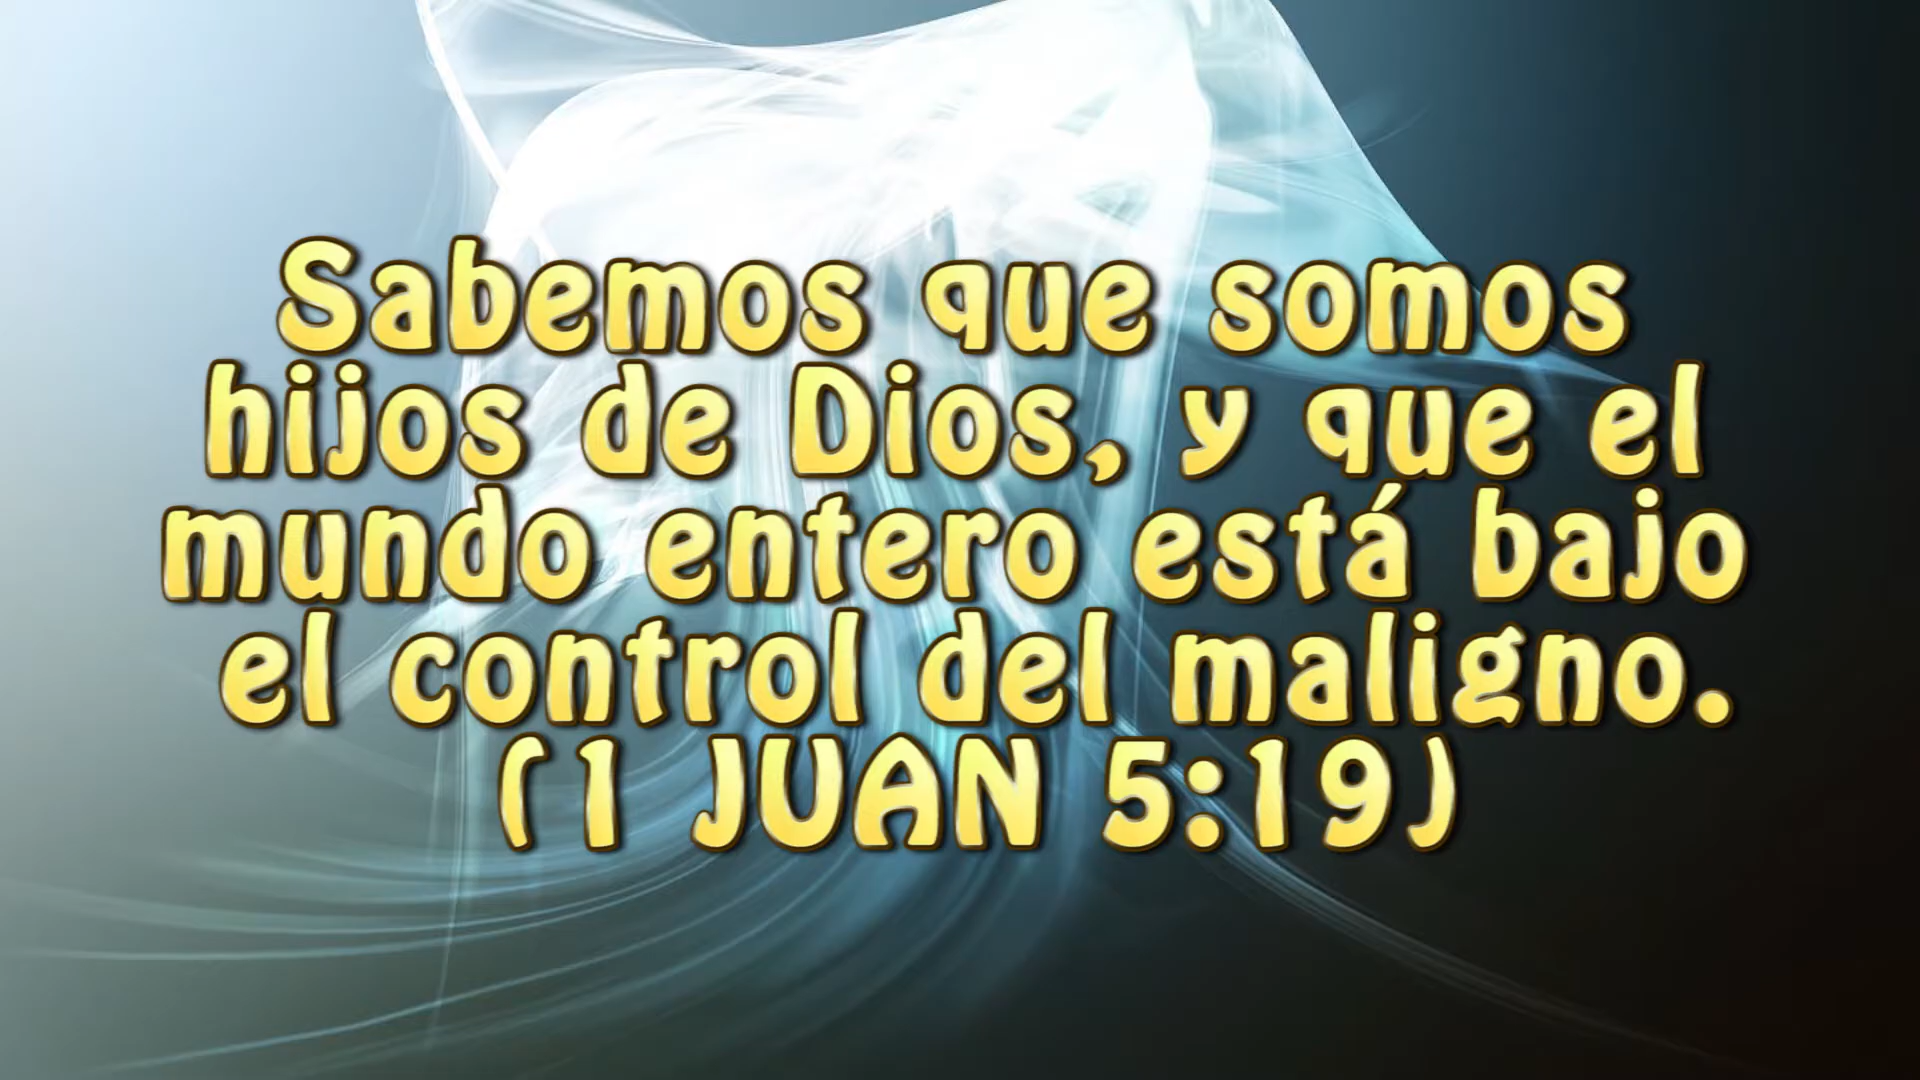 Sabemos que somos
hijos de Dios, y que el
mundo entero está bajo
el control del maligno.
(1 JUAN 5:19)